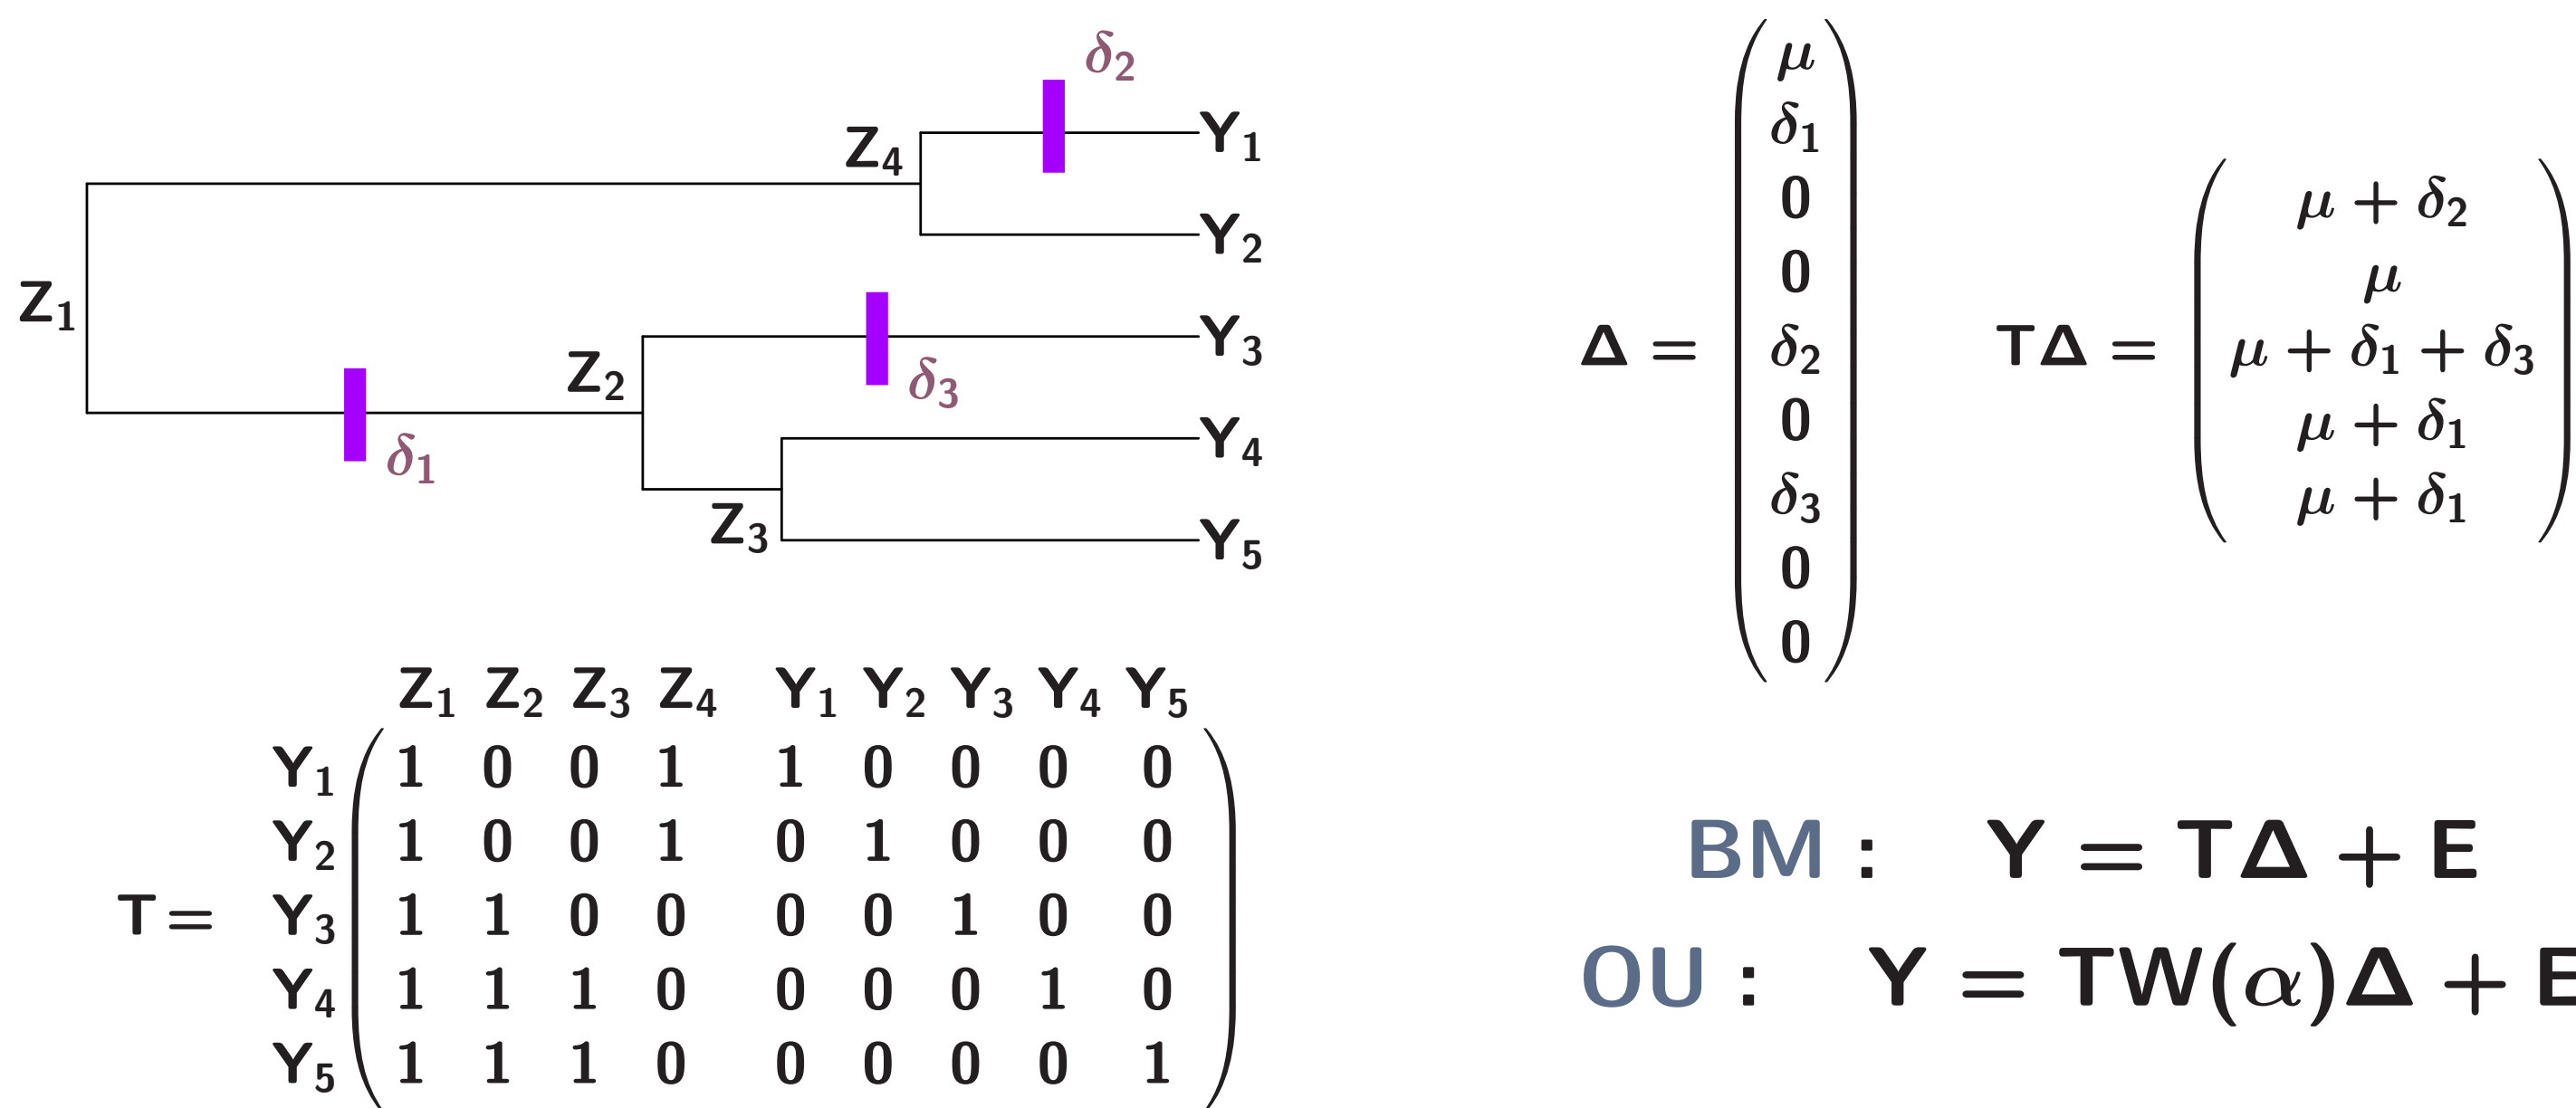 δ₂
Y₁
Z₄
Y₂
Z₁
Y₃
Z₂
δ₃
Y₄
δ₁
Z₃
Y₅
Δ = ( μ δ₁ 0 0 δ₂ 0 δ₃ 0 0 )
TΔ = ( μ + δ₂
μ
μ + δ₁ + δ₃
μ + δ₁
μ + δ₁ )
Z₁ Z₂ Z₃ Z₄ Y₁ Y₂ Y₃ Y₄ Y₅
Y₁ 1 0 0 1 1 0 0 0 0
Y₂ 1 0 0 1 0 1 0 0 0
T = Y₃ 1 1 0 0 0 0 1 0 0
Y₄ 1 1 1 0 0 0 0 1 0
Y₅ 1 1 1 0 0 0 0 0 1
BM : Y = TΔ + E
OU : Y = TW(α)Δ + E